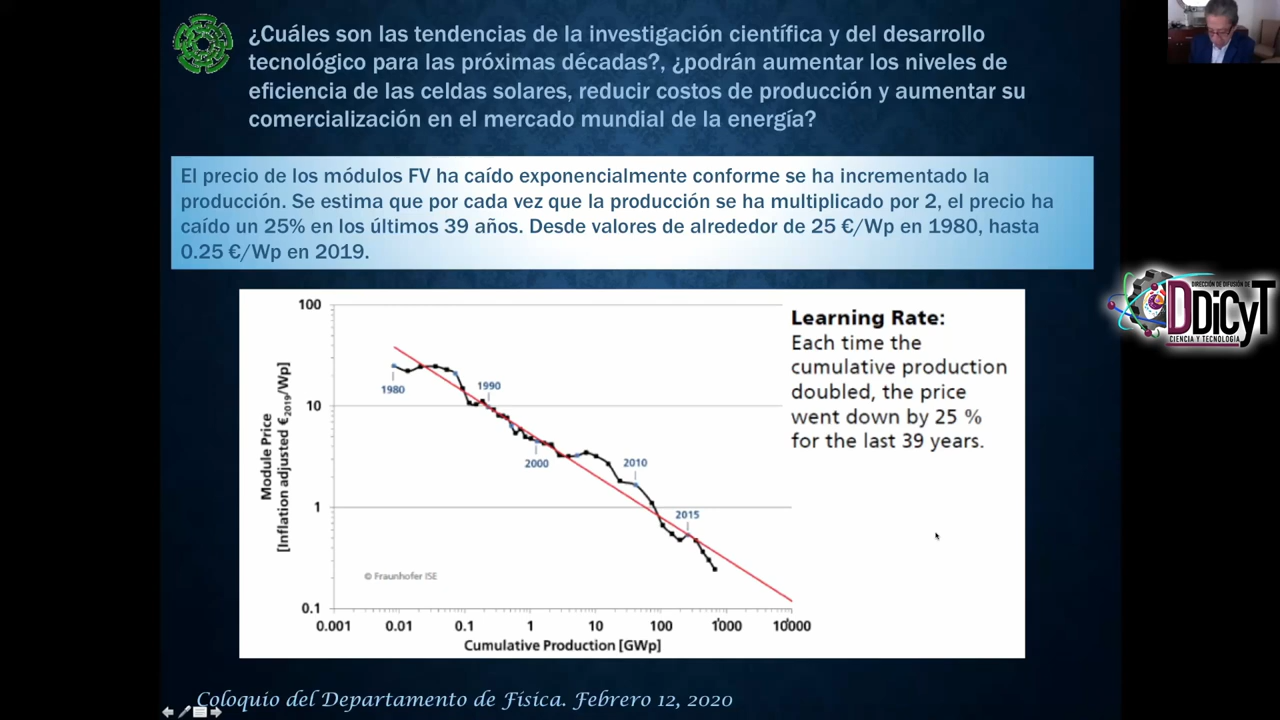 ¿Cuáles son las tendencias de la investigación científica y del desarrollo
tecnológico para las próximas décadas?, ¿podrán aumentar los niveles de
eficiencia de las celdas solares, reducir costos de producción y aumentar su
comercialización en el mercado mundial de la energía?
El precio de los módulos FV ha caído exponencialmente conforme se ha incrementado la
producción. Se estima que por cada vez que la producción se ha multiplicado por 2, el precio ha
caído un 25% en los últimos 39 años. Desde valores de alrededor de 25 €/Wp en 1980, hasta
0.25 €/Wp en 2019.
Learning Rate:
Each time the
cumulative production
doubled, the price
went down by 25 %
for the last 39 years.
Module Price
[Inflation adjusted €2019/Wp]
100
10
1
0.1
1980
1990
2000
2010
2015
© Fraunhofer ISE
0.001 0.01 0.1 1 10 100 1000 10000
Cumulative Production [GWp]
DIRECCIÓN DE DIFUSIÓN DE
DDiCyT
CIENCIA Y TECNOLOGÍA
Coloquio del Departamento de Física. Febrero 12, 2020